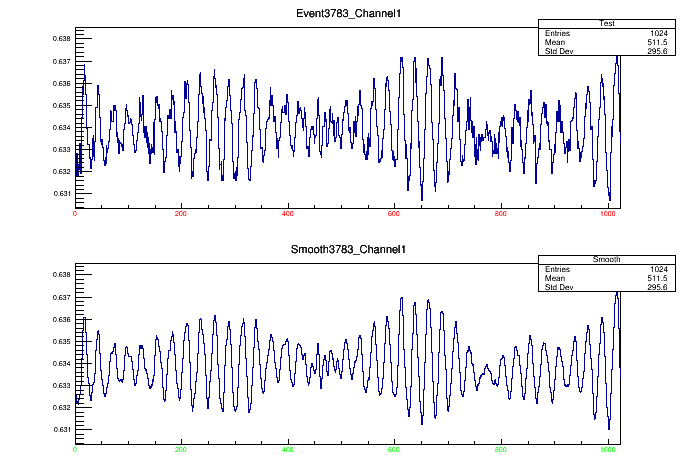 Event3783_Channel1
Test
Entries 1024
Mean 511.5
Std Dev 295.6
0.638
0.637
0.636
0.635
0.634
0.633
0.632
0.631
0 200 400 600 800 1000
Smooth3783_Channel1
Smooth
Entries 1024
Mean 511.5
Std Dev 295.6
0.638
0.637
0.636
0.635
0.634
0.633
0.632
0.631
0 200 400 600 800 1000